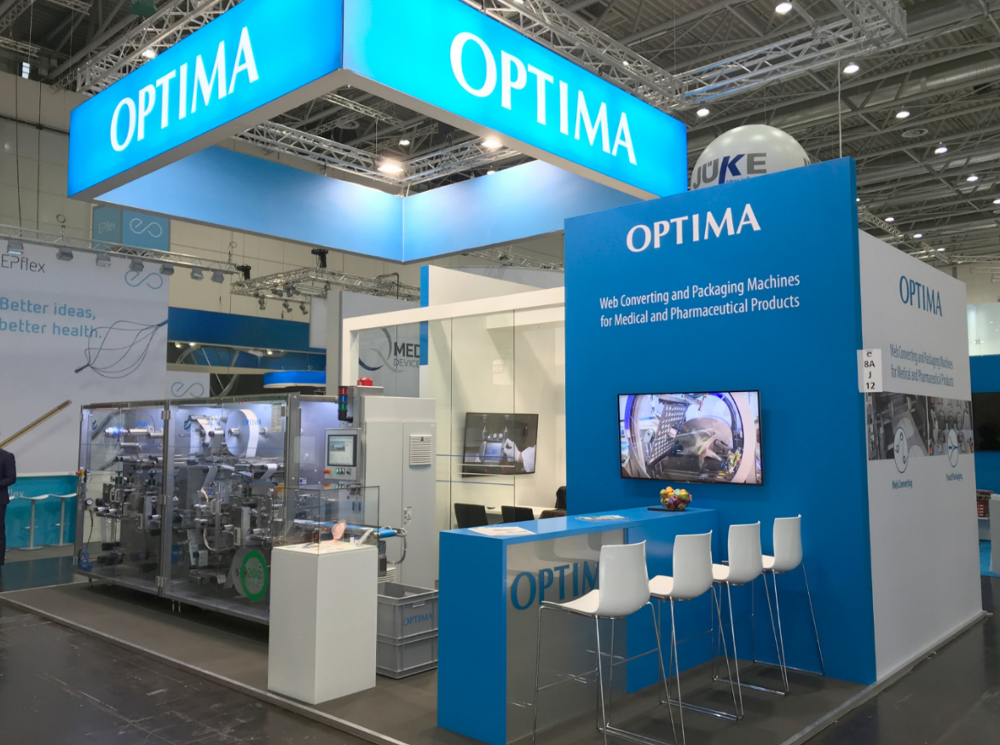 OPTIMA
OPTIMA
JÜKE
OPTIMA
Web Converting and Packaging Machines
for Medical and Pharmaceutical Products
OPTIMA
Web Converting and Packaging Machines
for Medical and Pharmaceutical Products
C
8A
J
12
Web Converting
EPflex
Better ideas,
better health.
MED
DEVICE
OPTIMA
OPTIMA
OPTIM